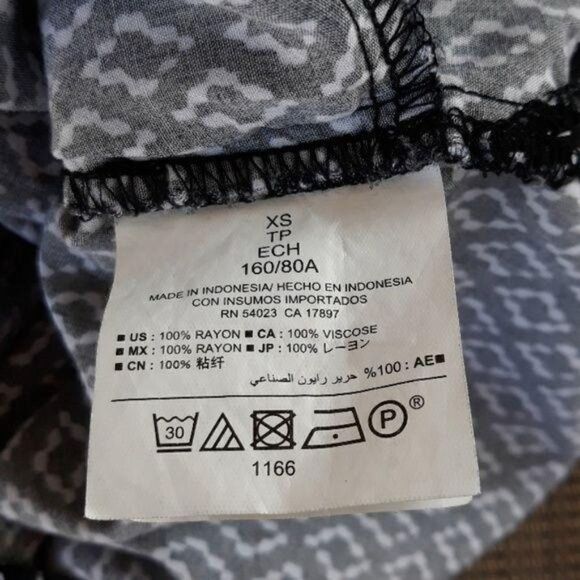 XS
TP
ECH
160/80A
MADE IN INDONESIA/ HECHO EN INDONESIA
CON INSUMOS IMPORTADOS
RN 54023 CA 17897
■ US : 100% RAYON ■ CA : 100% VISCOSE
■ MX : 100% RAYON ■ JP : 100% レーヨン
■ CN : 100% 粘纤
■AE : 100% حرير رايون الصناعي
30 P ®
1166